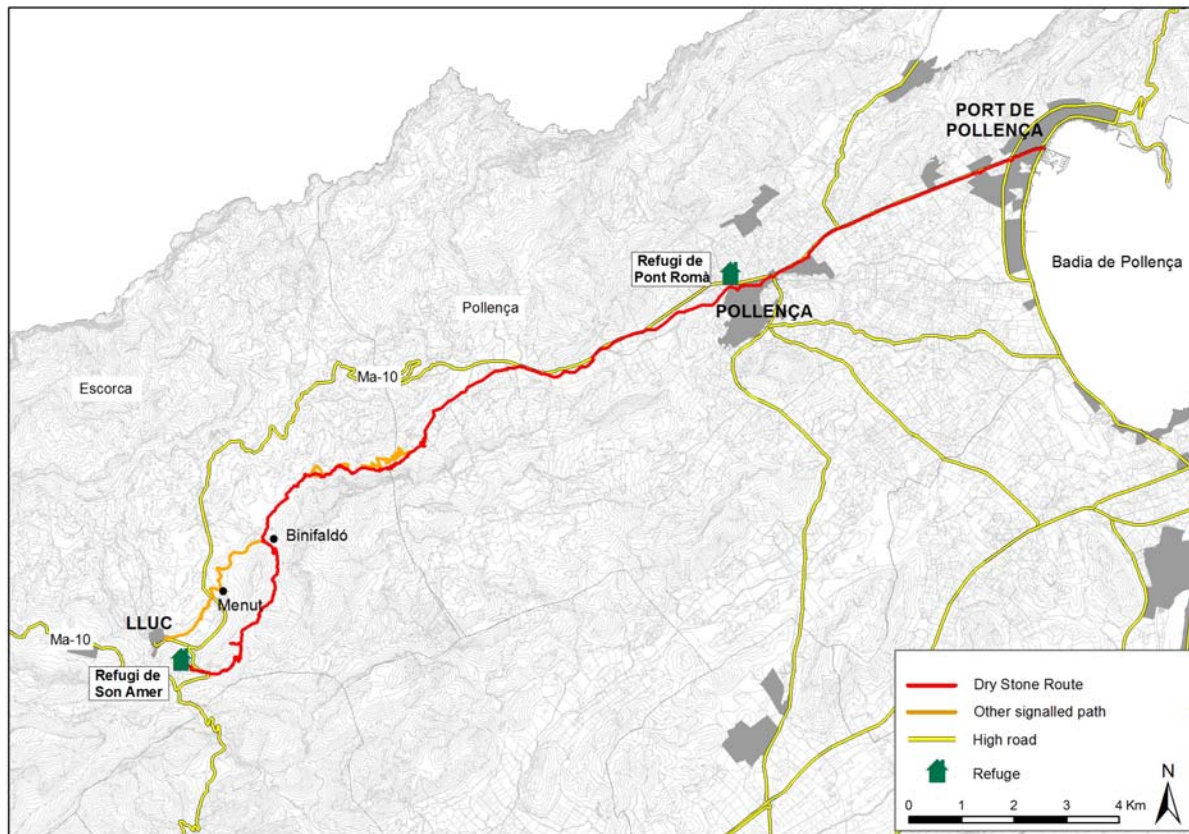 PORT DE
POLLENÇA
Refugi de
Pont Romà
Badia de Pollença
Pollença
POLLENÇA
Ma-10
Escorca
Binifaldó
Menut
LLUC
Ma-10
Refugi de
Son Amer
Dry Stone Route
Other signalled path
High road
Refuge
N
0 1 2 3 4 Km